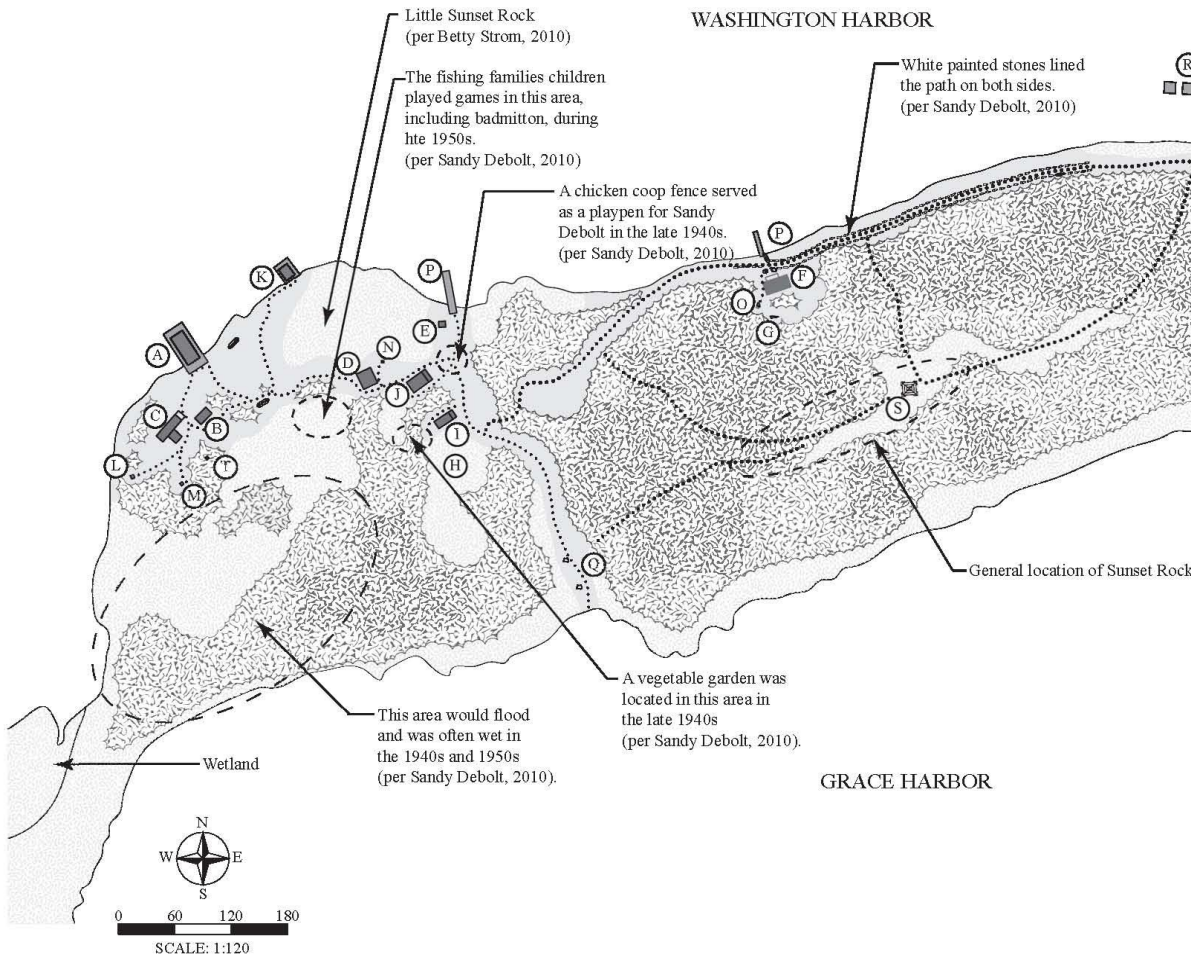 Little Sunset Rock
(per Betty Strom, 2010)
WASHINGTON HARBOR
The fishing families children
played games in this area,
including badmitton, during
hte 1950s.
(per Sandy Debolt, 2010)
White painted stones lined
the path on both sides.
(per Sandy Debolt, 2010)
R
A chicken coop fence served
as a playpen for Sandy
Debolt in the late 1940s.
(per Sandy Debolt, 2010)
K
P
P
F
E
O
G
A
N
D
J
C
B
I
S
L
T
H
M
Q
General location of Sunset Rock
A vegetable garden was
located in this area in
the late 1940s
(per Sandy Debolt, 2010).
This area would flood
and was often wet in
the 1940s and 1950s
(per Sandy Debolt, 2010).
Wetland
GRACE HARBOR
N
W E
S
0 60 120 180
SCALE: 1:120